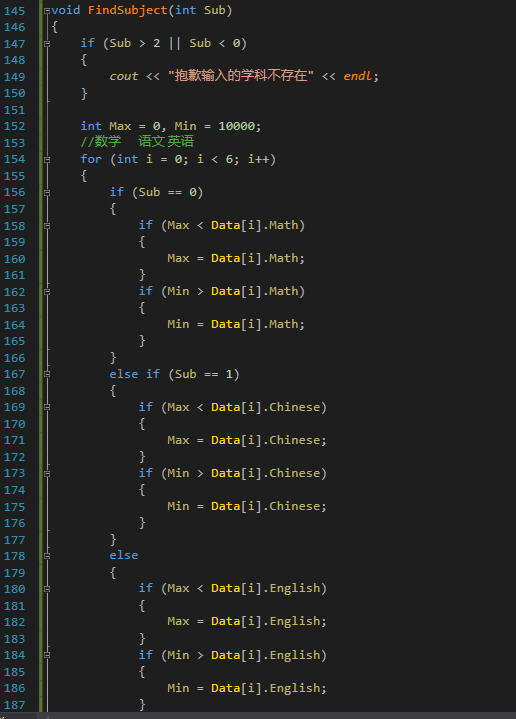 145 void FindSubject(int Sub)
146 {
147 if (Sub > 2 || Sub < 0)
148 {
149 cout << "抱歉输入的学科不存在" << endl;
150 }
151
152 int Max = 0, Min = 10000;
153 //数学 语文 英语
154 for (int i = 0; i < 6; i++)
155 {
156 if (Sub == 0)
157 {
158 if (Max < Data[i].Math)
159 {
160 Max = Data[i].Math;
161 }
162 if (Min > Data[i].Math)
163 {
164 Min = Data[i].Math;
165 }
166 }
167 else if (Sub == 1)
168 {
169 if (Max < Data[i].Chinese)
170 {
171 Max = Data[i].Chinese;
172 }
173 if (Min > Data[i].Chinese)
174 {
175 Min = Data[i].Chinese;
176 }
177 }
178 else
179 {
180 if (Max < Data[i].English)
181 {
182 Max = Data[i].English;
183 }
184 if (Min > Data[i].English)
185 {
186 Min = Data[i].English;
187 }